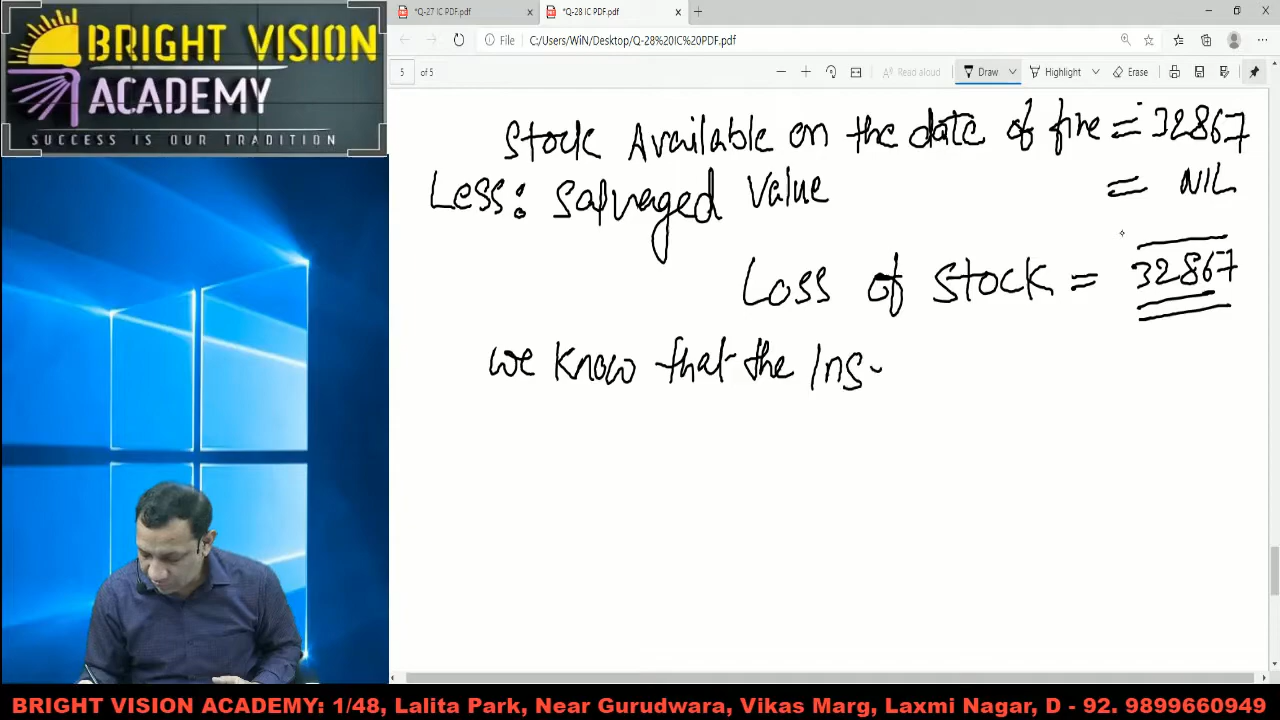 BRIGHT VISION
ACADEMY
SUCCESS IS OUR TRADITION
*Q-27 IC PDF.pdf
*Q-28 IC PDF.pdf
File C:/Users/WiN/Desktop/Q-28%20IC%20PDF.pdf
5 of 5
Read aloud
Draw
Highlight
Erase
Stock Available on the date of fire = 32867
Less: Salvaged Value = NIL
Loss of stock = 32867
we know that the Ins
BRIGHT VISION ACADEMY: 1/48, Lalita Park, Near Gurudwara, Vikas Marg, Laxmi Nagar, D - 92. 9899660949